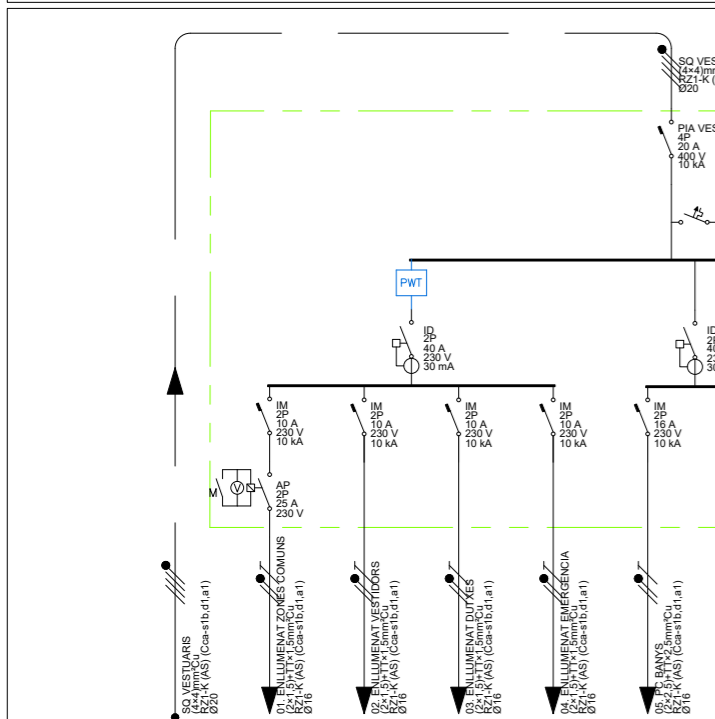 SQ VES
(4×4)mm
RZ1-K (
Ø20
PIA VES
4P
20 A
400 V
10 kA
PWT
ID
2P
40 A
230 V
30 mA
ID
2P
40
23
30
IM
2P
10 A
230 V
10 kA
IM
2P
10 A
230 V
10 kA
IM
2P
10 A
230 V
10 kA
IM
2P
10 A
230 V
10 kA
IM
2P
16 A
230 V
10 kA
M
V
AP
2P
25 A
230 V
SQ VESTUARIS
(4×4)mm²Cu
RZ1-K (AS) (Cca-s1b,d1,a1)
Ø20
01. ENLLUMENAT ZONES COMUNS
(2×1,5)+TT×1,5mm²Cu
RZ1-K (AS) (Cca-s1b,d1,a1)
Ø16
02. ENLLUMENAT VESTIDORS
(2×1,5)+TT×1,5mm²Cu
RZ1-K (AS) (Cca-s1b,d1,a1)
Ø16
03. ENLLUMENAT DUTXES
(2×1,5)+TT×1,5mm²Cu
RZ1-K (AS) (Cca-s1b,d1,a1)
Ø16
04. ENLLUMENAT EMERGÈNCIA
(2×1,5)+TT×1,5mm²Cu
RZ1-K (AS) (Cca-s1b,d1,a1)
Ø16
05. PC BANYS
(2×2,5)+TT×2,5mm²Cu
RZ1-K (AS) (Cca-s1b,d1,a1)
Ø16